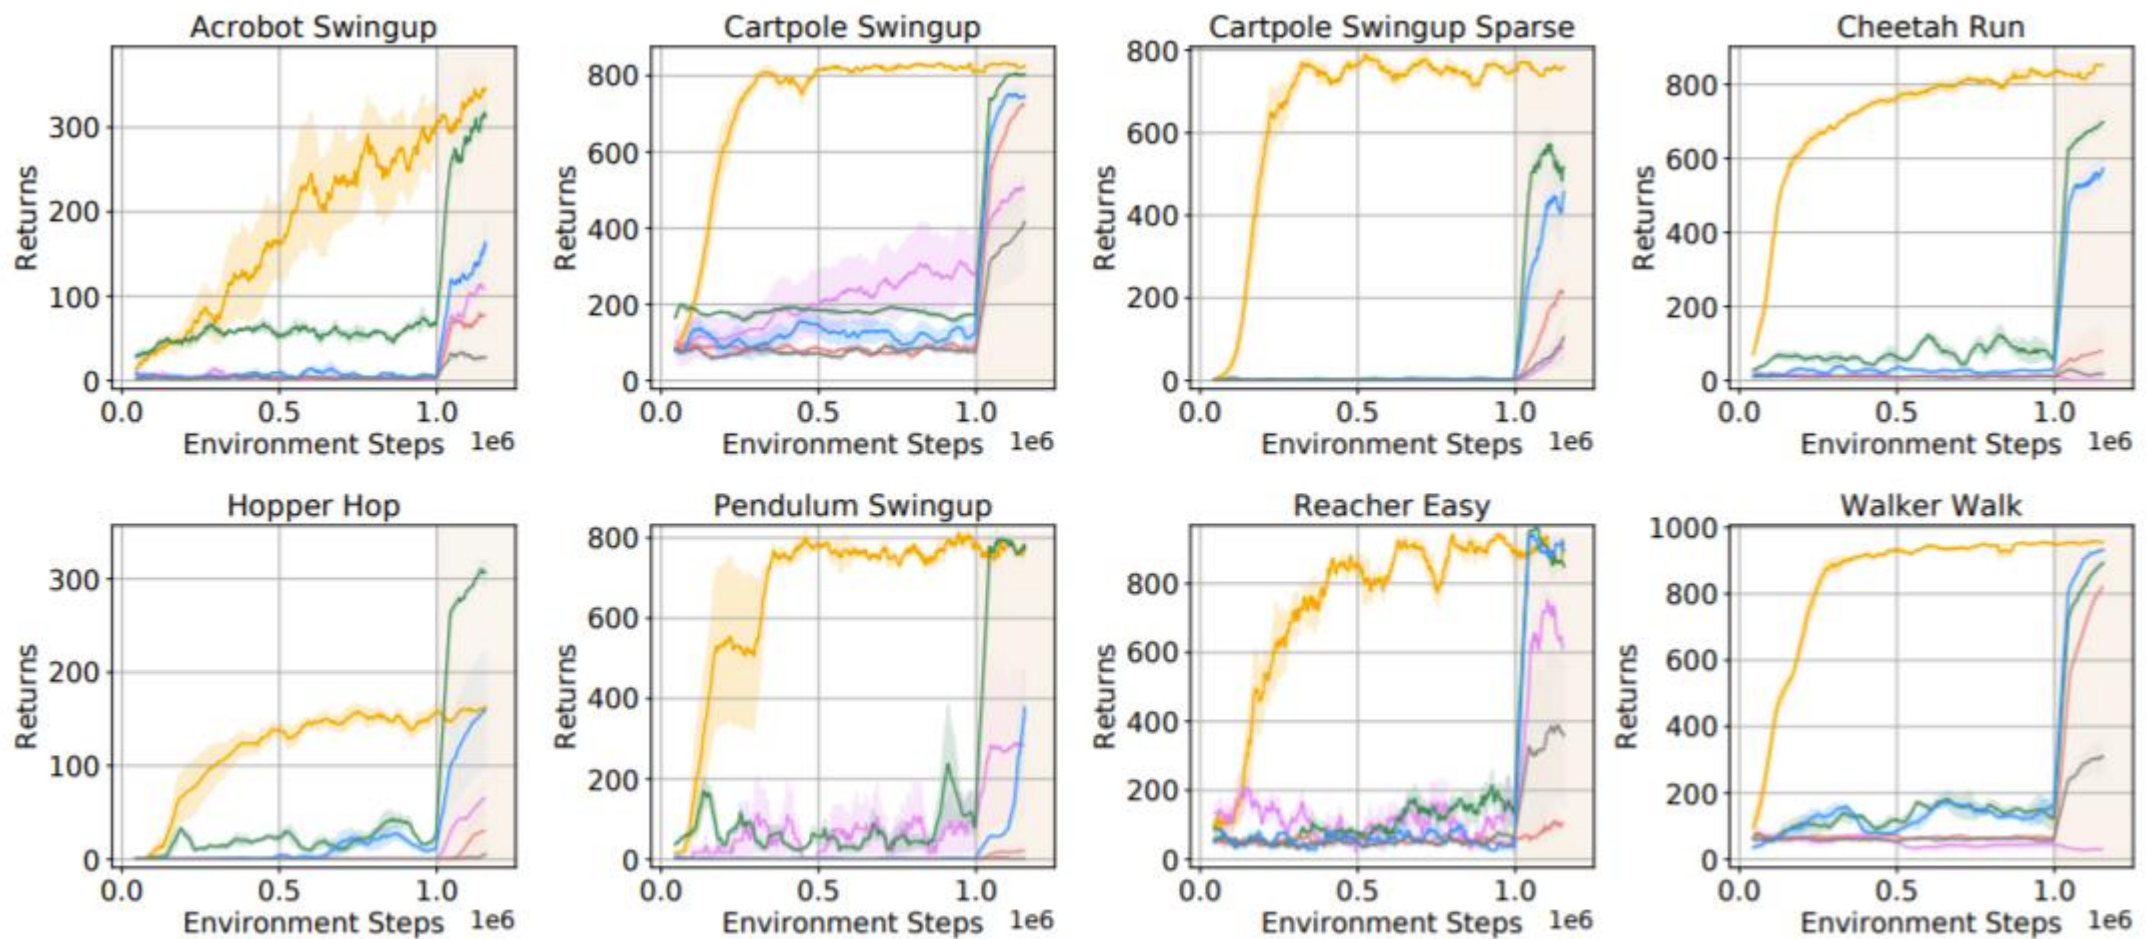 Acrobot Swingup
Returns
300
200
100
0
0.0 0.5 1.0
Environment Steps 1e6
Cartpole Swingup
Returns
800
600
400
200
0
0.0 0.5 1.0
Environment Steps 1e6
Cartpole Swingup Sparse
Returns
800
600
400
200
0
0.0 0.5 1.0
Environment Steps 1e6
Cheetah Run
Returns
800
600
400
200
0
0.0 0.5 1.0
Environment Steps 1e6
Hopper Hop
Returns
300
200
100
0
0.0 0.5 1.0
Environment Steps 1e6
Pendulum Swingup
Returns
800
600
400
200
0
0.0 0.5 1.0
Environment Steps 1e6
Reacher Easy
Returns
800
600
400
200
0
0.0 0.5 1.0
Environment Steps 1e6
Walker Walk
Returns
1000
800
600
400
200
0
0.0 0.5 1.0
Environment Steps 1e6